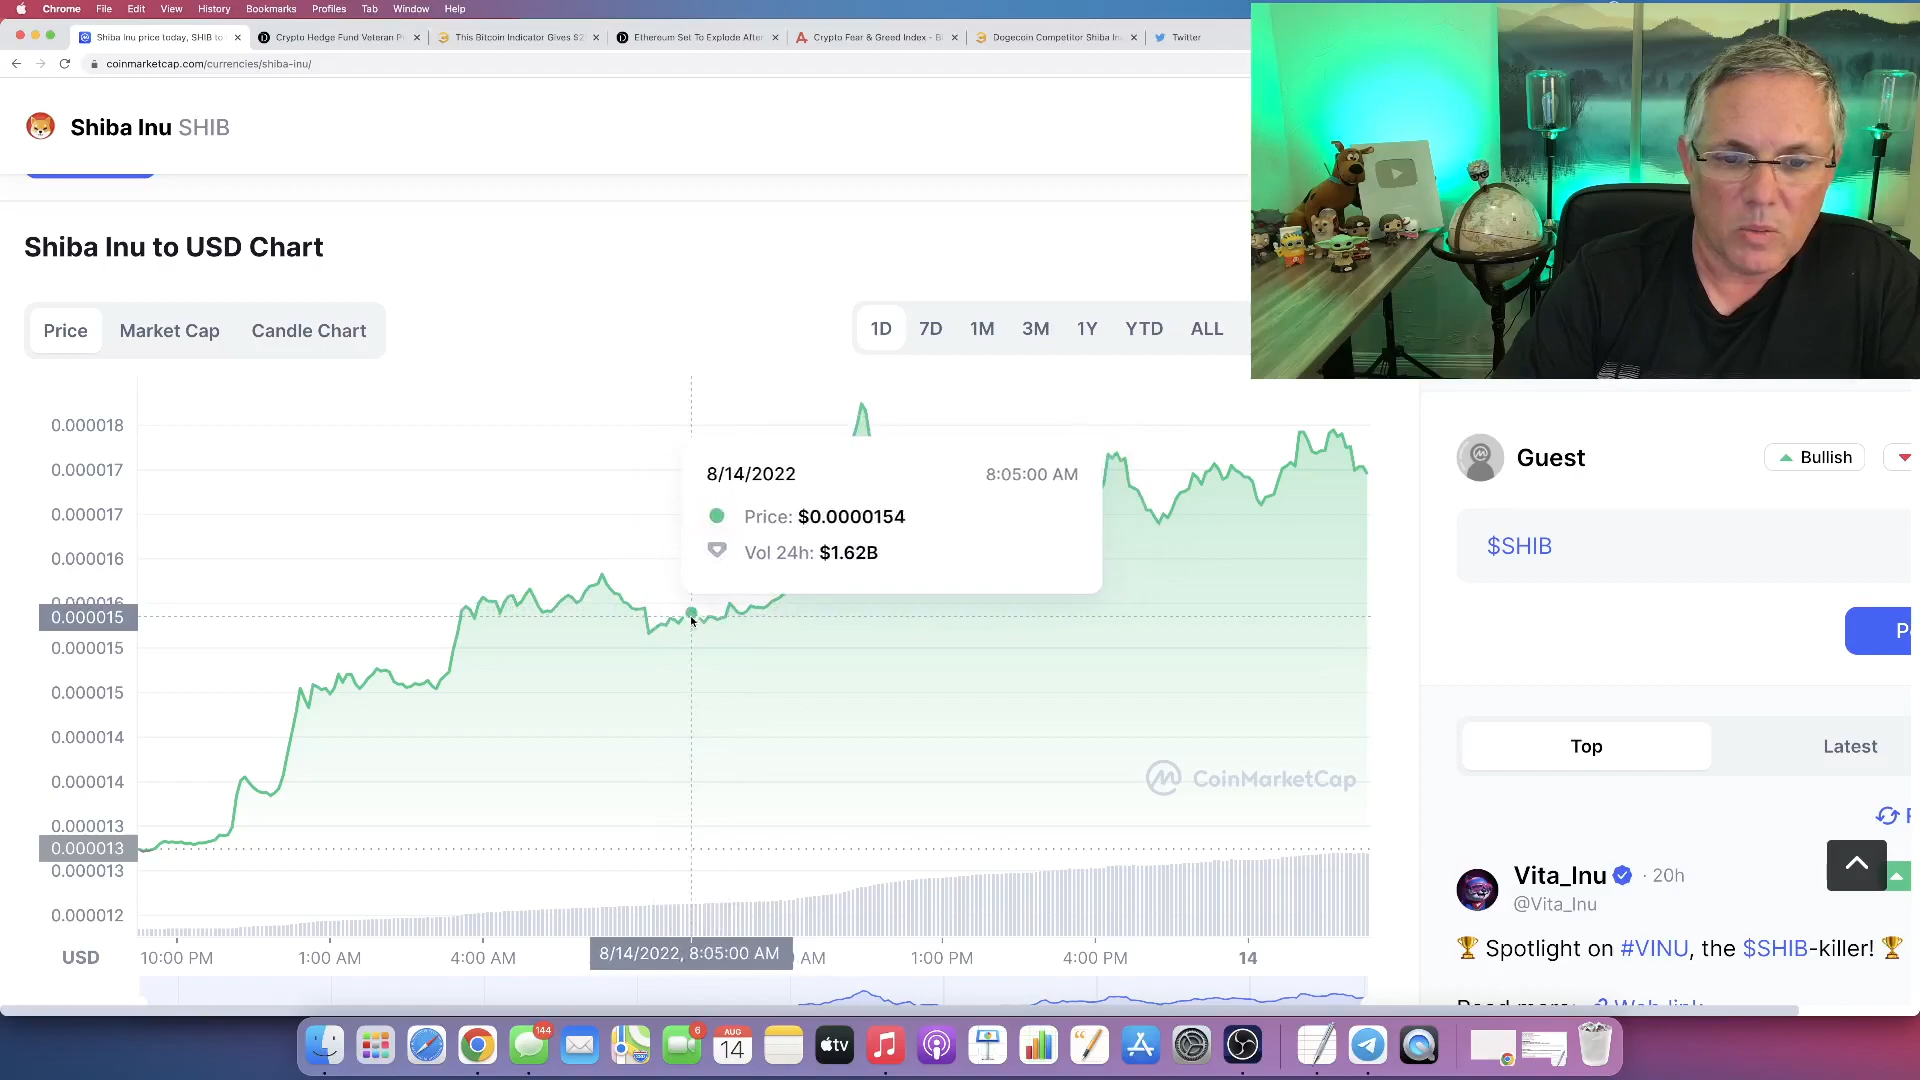 Chrome File Edit View History Bookmarks Profiles Tab Window Help
Shiba Inu price today, SHIB to
Crypto Hedge Fund Veteran P
This Bitcoin Indicator Gives $2
Ethereum Set To Explode After
Crypto Fear & Greed Index - Bi
Dogecoin Competitor Shiba In
Twitter
coinmarketcap.com/currencies/shiba-inu/
Shiba Inu SHIB
Shiba Inu to USD Chart
Price Market Cap Candle Chart
1D 7D 1M 3M 1Y YTD ALL
0.000018
0.000017
0.000017
0.000016
0.000015
0.000015
0.000015
0.000014
0.000014
0.000013
0.000013
0.000013
0.000012
8/14/2022 8:05:00 AM
Price: $0.0000154
Vol 24h: $1.62B
CoinMarketCap
USD
10:00 PM 1:00 AM 4:00 AM 8/14/2022, 8:05:00 AM AM 1:00 PM 4:00 PM 14
Guest
Bullish
$SHIB
Top Latest
Vita_Inu · 20h
@Vita_Inu
🏆 Spotlight on #VINU, the $SHIB-killer! 🏆
144
6
AUG
14
tv